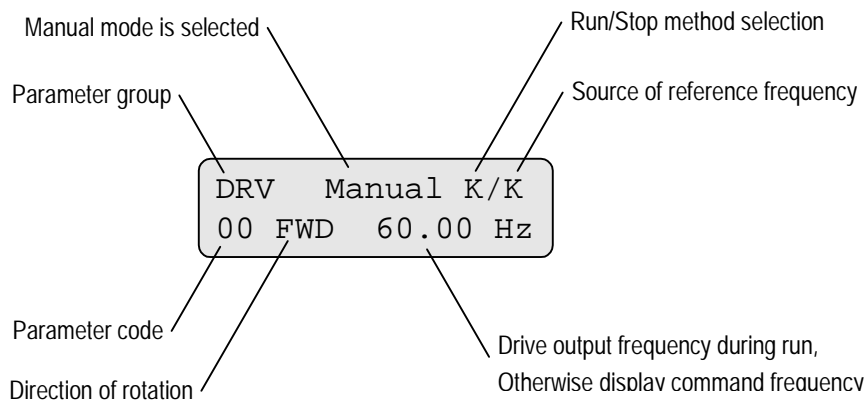 Manual mode is selected
Run/Stop method selection
Parameter group
Source of reference frequency
DRV Manual K/K
00 FWD 60.00 Hz
Parameter code
Drive output frequency during run,
Direction of rotation
Otherwise display command frequency